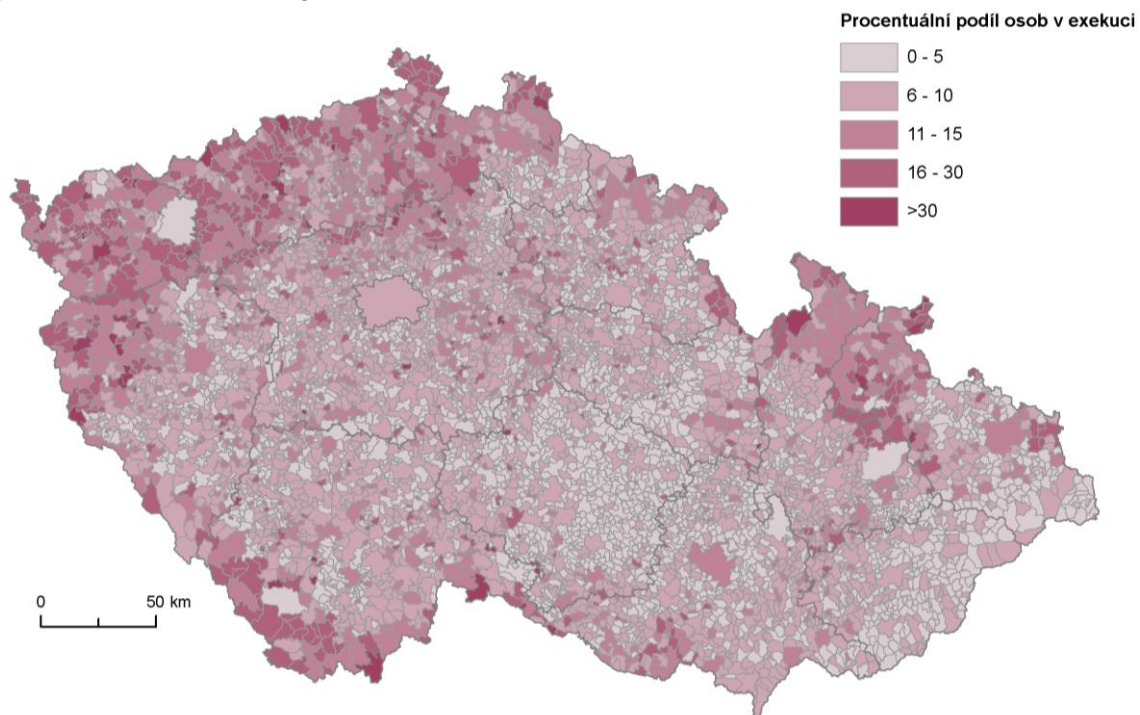 Procentuální podíl osob v exekuci
0 - 5
6 - 10
11 - 15
16 - 30
>30
0 50 km